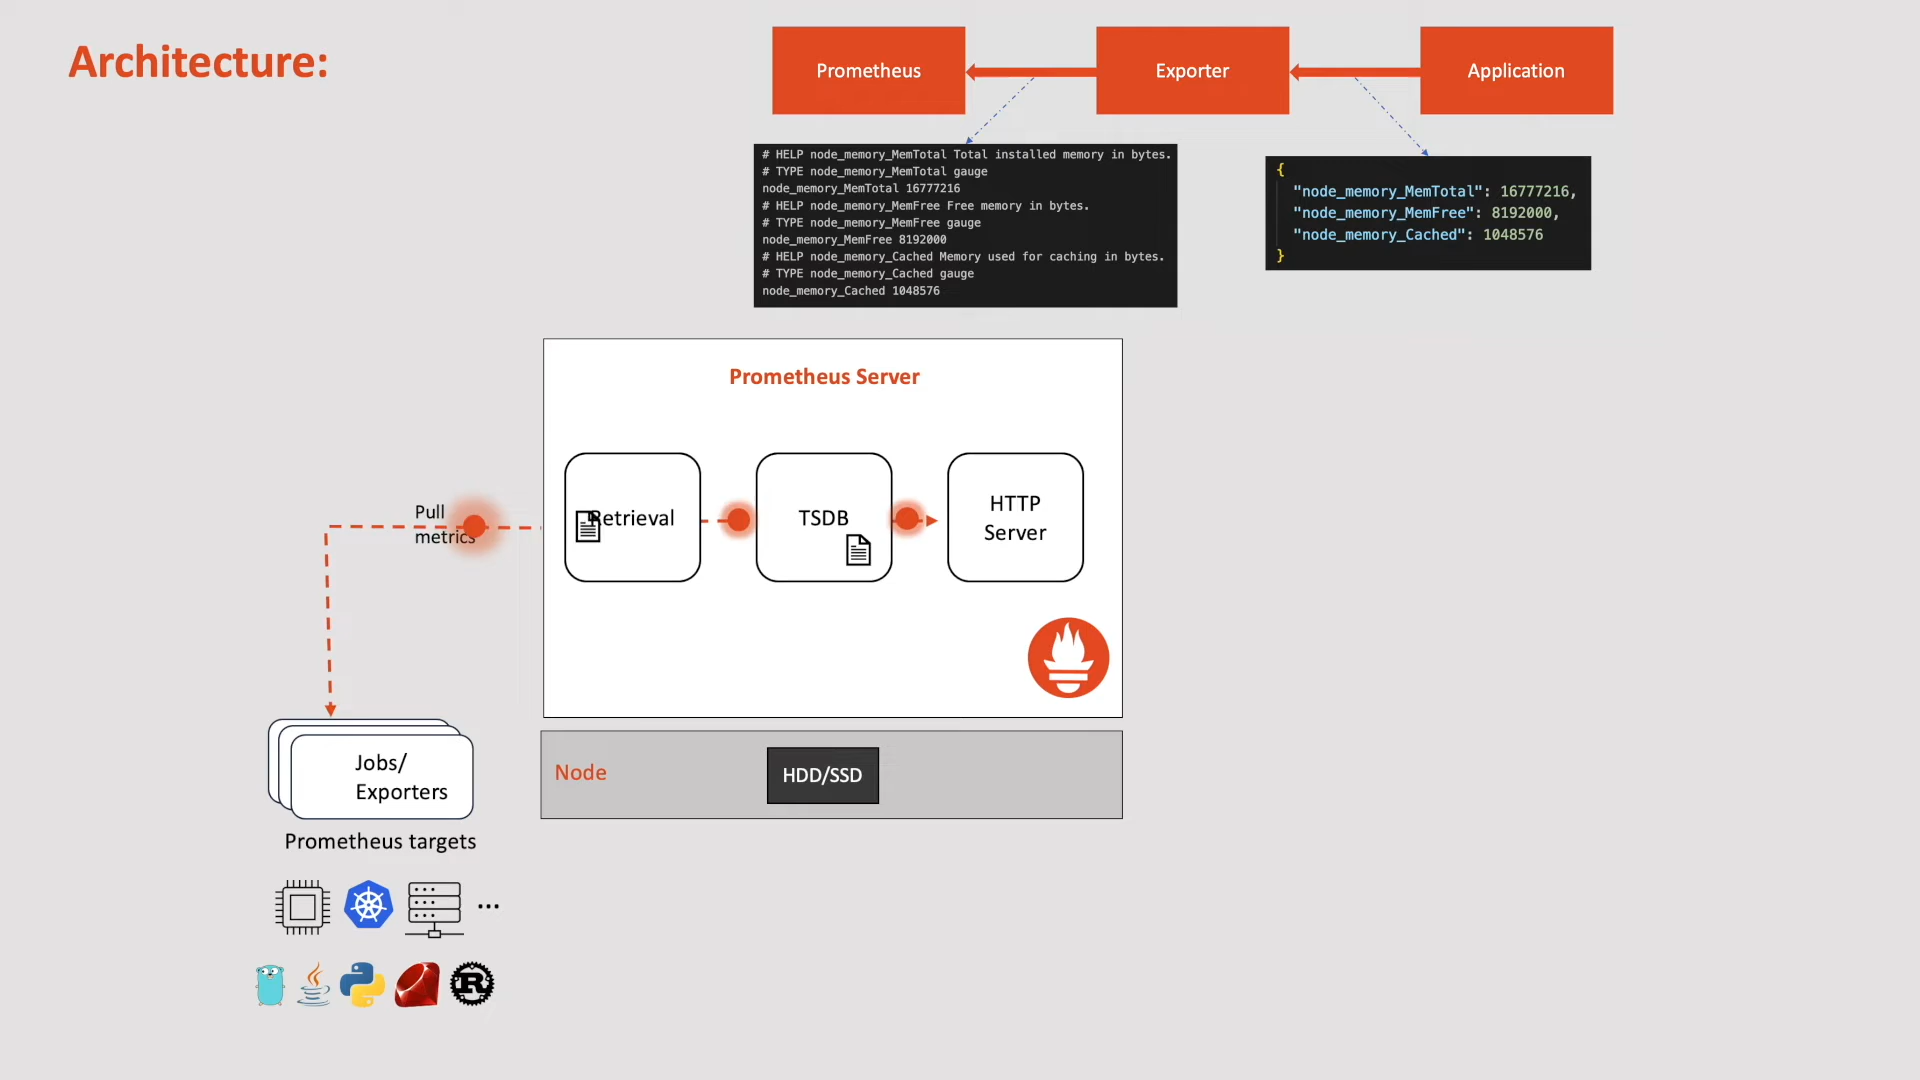 Architecture:
Prometheus
Exporter
Application
# HELP node_memory_MemTotal Total installed memory in bytes.
# TYPE node_memory_MemTotal gauge
node_memory_MemTotal 16777216
# HELP node_memory_MemFree Free memory in bytes.
# TYPE node_memory_MemFree gauge
node_memory_MemFree 8192000
# HELP node_memory_Cached Memory used for caching in bytes.
# TYPE node_memory_Cached gauge
node_memory_Cached 1048576
{
"node_memory_MemTotal": 16777216,
"node_memory_MemFree": 8192000,
"node_memory_Cached": 1048576
}
Prometheus Server
Retrieval
TSDB
HTTP
Server
Pull
metrics
Node
HDD/SSD
Jobs/
Exporters
Prometheus targets
...
R